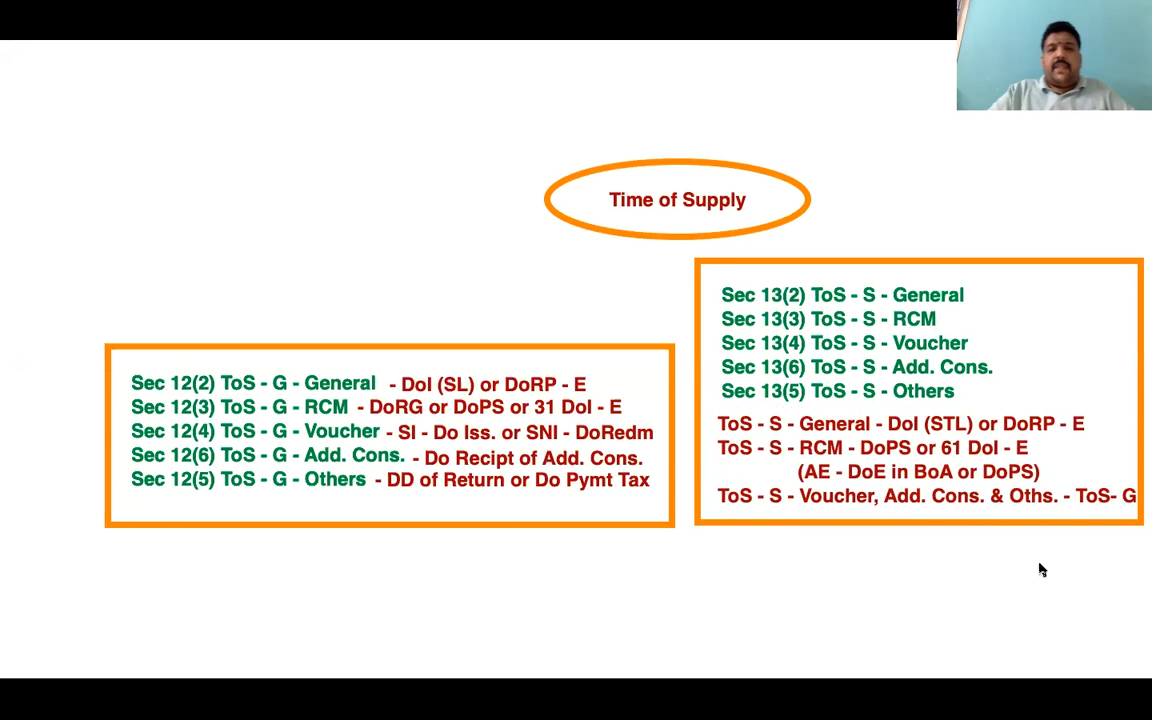 Time of Supply
Sec 12(2) ToS - G - General - DoI (SL) or DoRP - E
Sec 12(3) ToS - G - RCM - DoRG or DoPS or 31 DoI - E
Sec 12(4) ToS - G - Voucher - SI - Do Iss. or SNI - DoRedm
Sec 12(6) ToS - G - Add. Cons. - Do Recipt of Add. Cons.
Sec 12(5) ToS - G - Others - DD of Return or Do Pymt Tax
Sec 13(2) ToS - S - General
Sec 13(3) ToS - S - RCM
Sec 13(4) ToS - S - Voucher
Sec 13(6) ToS - S - Add. Cons.
Sec 13(5) ToS - S - Others
ToS - S - General - DoI (STL) or DoRP - E
ToS - S - RCM - DoPS or 61 DoI - E
(AE - DoE in BoA or DoPS)
ToS - S - Voucher, Add. Cons. & Oths. - ToS- G